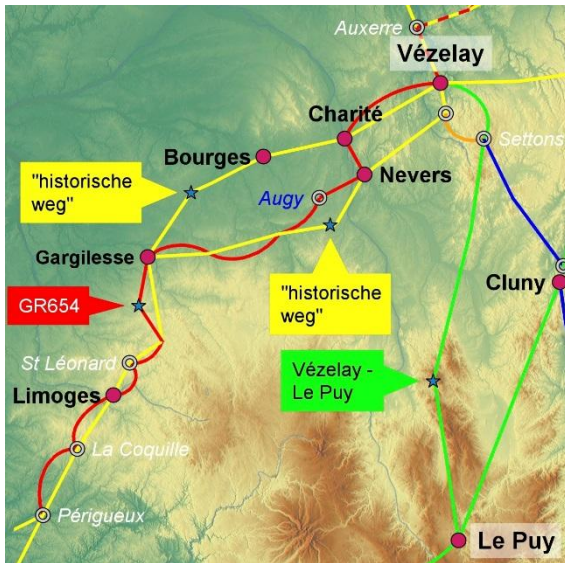 Auxerre
Vézelay
Charité
Bourges
Settons
"historische
weg"
Nevers
Augy
Gargilesse
"historische
weg"
Cluny
GR654
St Léonard
Vézelay -
Le Puy
Limoges
La Coquille
Périgueux
Le Puy